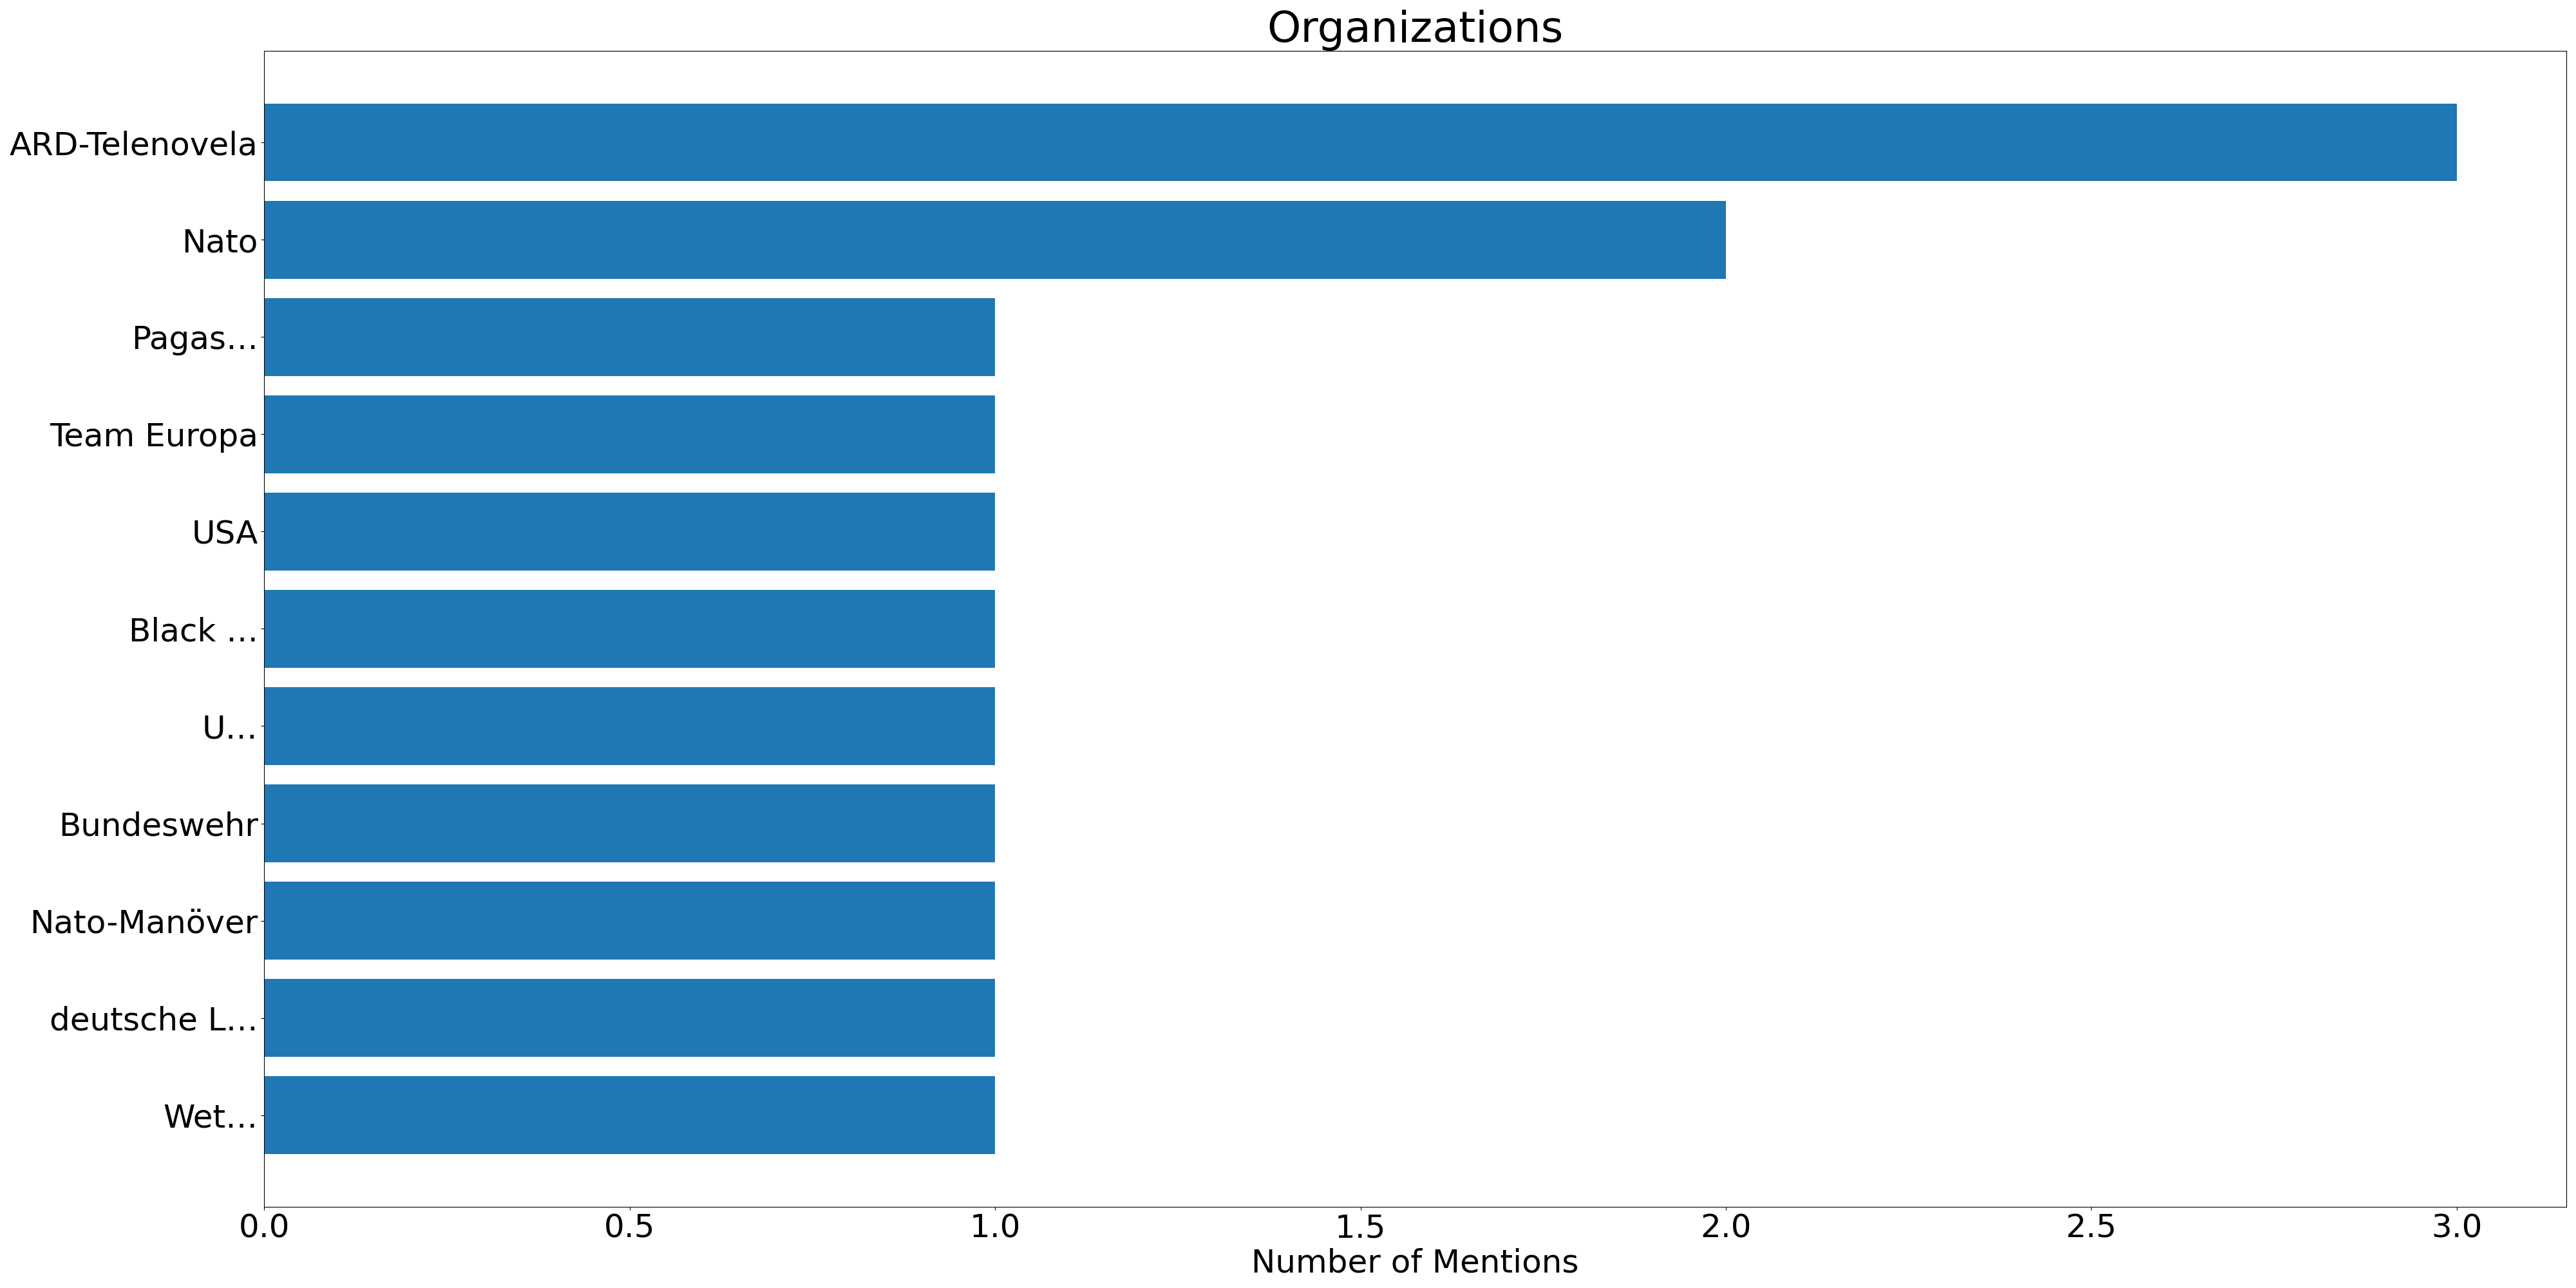 Organizations
ARD-Telenovela
Nato
Pagas...
Team Europa
USA
Black ...
U...
Bundeswehr
Nato-Manöver
deutsche L...
Wet...
0.0 0.5 1.0 1.5 2.0 2.5 3.0
Number of Mentions